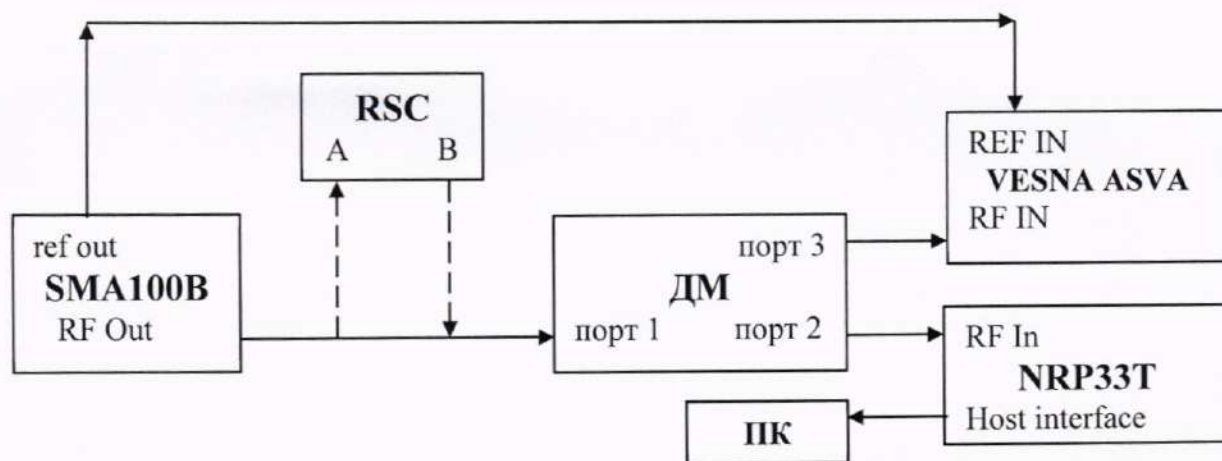 RSC
A B
ref out
SMA100B
RF Out
порт 3
ДМ
порт 1 порт 2
REF IN
VESNA ASVA
RF IN
RF In
NRP33T
Host interface
ПК